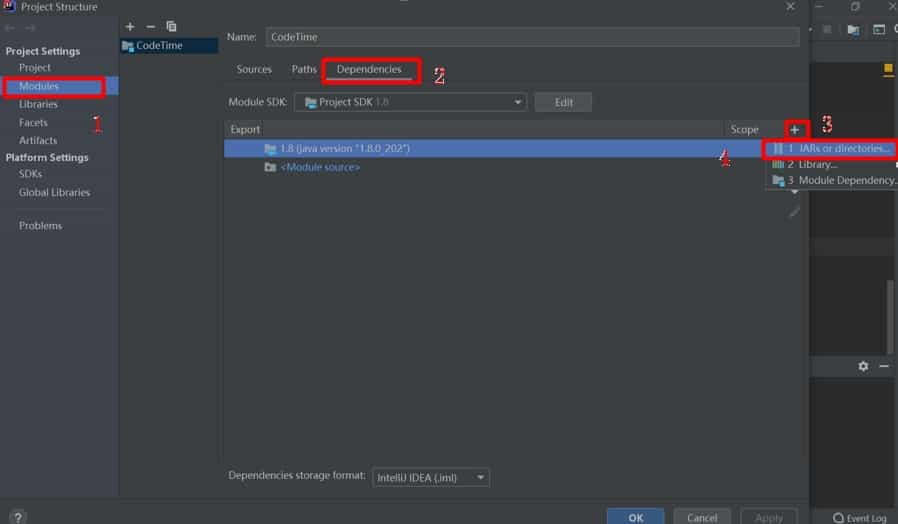 Project Structure
Project Settings
Project
Modules
Libraries
Facets
Artifacts
Platform Settings
SDKs
Global Libraries
Problems
1
CodeTime
Name: CodeTime
Sources Paths Dependencies
2
Module SDK: Project SDK 1.8 Edit
Export Scope
3
1.8 (java version "1.8.0_202")
<Module source>
4
1 JARs or directories...
2 Library...
3 Module Dependency.
Dependencies storage format: IntelliJ IDEA (.iml)
? OK Cancel Apply
Event Log